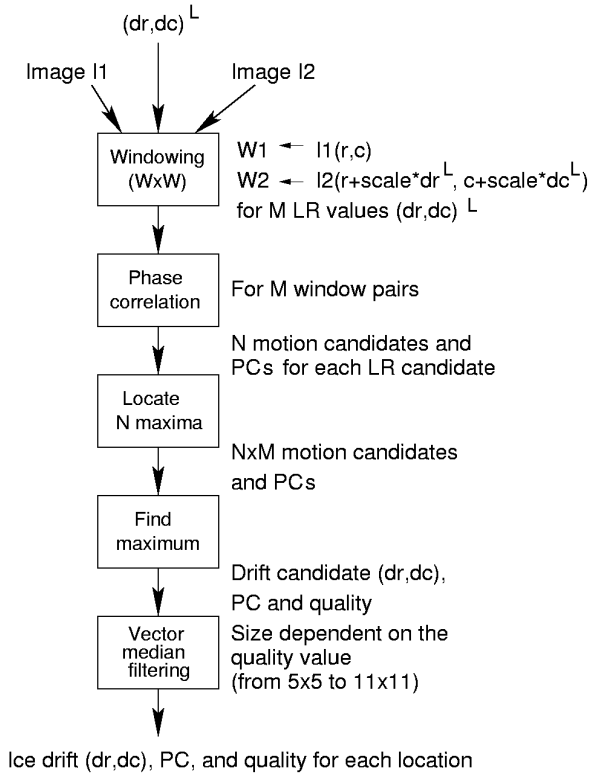 (dr,dc) L
Image I1
Image I2
Windowing
(WxW)
W1 ← I1(r,c)
W2 ← I2(r+scale*dr L, c+scale*dc L)
for M LR values (dr,dc) L
Phase
correlation
For M window pairs
N motion candidates and
PCs for each LR candidate
Locate
N maxima
NxM motion candidates
and PCs
Find
maximum
Drift candidate (dr,dc),
PC and quality
Vector
median
filtering
Size dependent on the
quality value
(from 5x5 to 11x11)
Ice drift (dr,dc), PC, and quality for each location